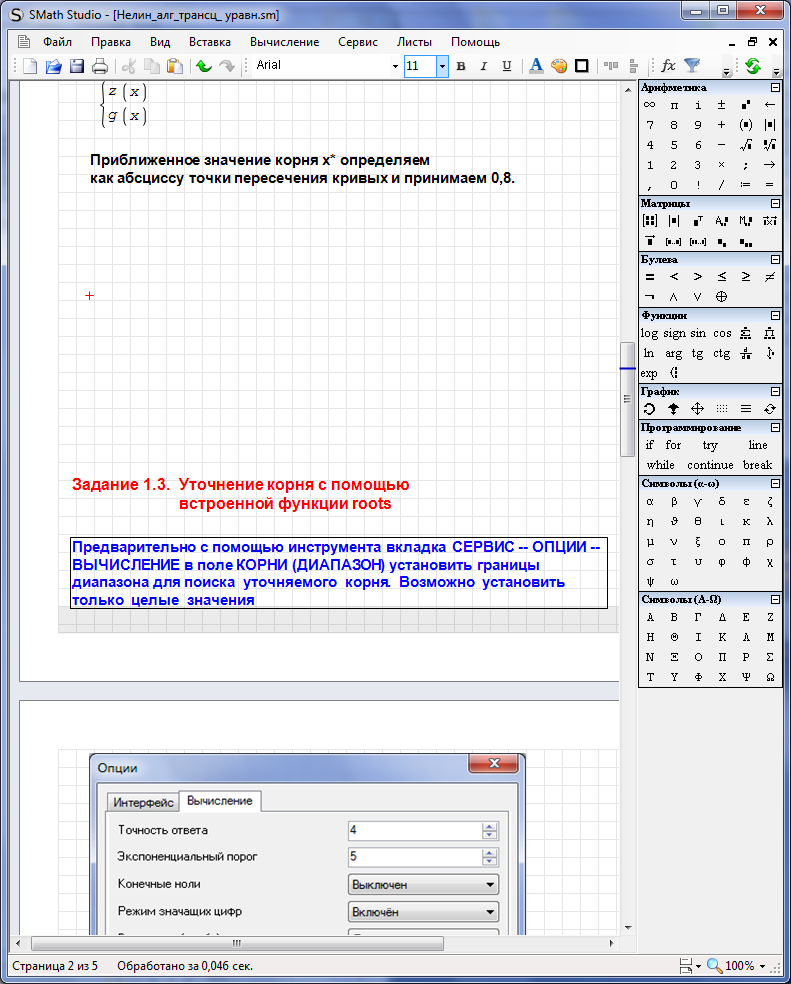 SMath Studio - [Нелин_алг_трансц_ уравн.sm]
Файл Правка Вид Вставка Вычисление Сервис Листы Помощь
Arial 11 B I U A fx
z ( x )
g ( x )
Приближенное значение корня x* определяем
как абсциссу точки пересечения кривых и принимаем 0,8.
Задание 1.3. Уточнение корня с помощью
встроенной функции roots
Предварительно с помощью инструмента вкладка СЕРВИС -- ОПЦИИ --
ВЫЧИСЛЕНИЕ в поле КОРНИ (ДИАПАЗОН) установить границы
диапазона для поиска уточняемого корня. Возможно установить
только целые значения
Опции
Интерфейс Вычисление
Точность ответа 4
Экспоненциальный порог 5
Конечные ноли Выключен
Режим значащих цифр Включён
Арифметика
∞ π i ± ←
7 8 9 +
4 5 6 −
1 2 3 × ; →
, 0 ! / := =
Матрицы
Булева
= < > ≤ ≥ ≠
¬ ∧ ∨ ⊕
Функции
log sign sin cos
ln arg tg ctg
exp
График
Программирование
if for try line
while continue break
Символы (α-ω)
α β γ δ ε ζ
η ϑ θ ι κ λ
μ ν ξ ο π ρ
σ τ υ φ ϕ χ
ψ ω
Символы (Α-Ω)
Α Β Γ Δ Ε Ζ
Η Θ Ι Κ Λ Μ
Ν Ξ Ο Π Ρ Σ
Τ Υ Φ Χ Ψ Ω
Страница 2 из 5 Обработано за 0,046 сек. 100%